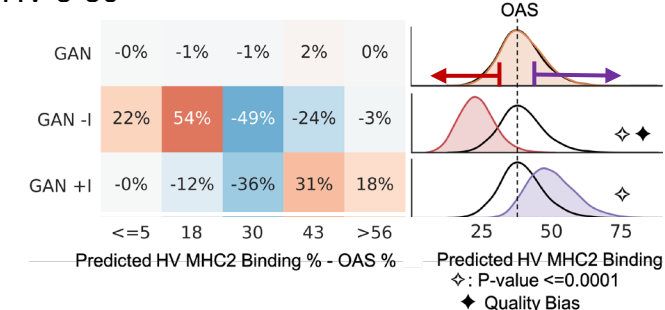 OAS
GAN -0% -1% -1% 2% 0%
GAN -I 22% 54% -49% -24% -3%
GAN +I -0% -12% -36% 31% 18%
<=5 18 30 43 >56
25 50 75
Predicted HV MHC2 Binding % - OAS %
Predicted HV MHC2 Binding
✧: P-value <=0.0001
✦ Quality Bias